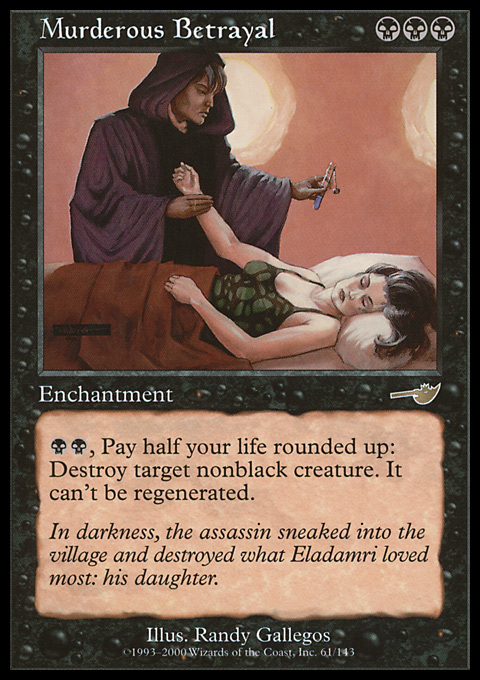 Murderous Betrayal
Enchantment
, Pay half your life rounded up:
Destroy target nonblack creature. It
can't be regenerated.
In darkness, the assassin sneaked into the
village and destroyed what Eladamri loved
most: his daughter.
Illus. Randy Gallegos
©1993–2000 Wizards of the Coast, Inc. 61/143